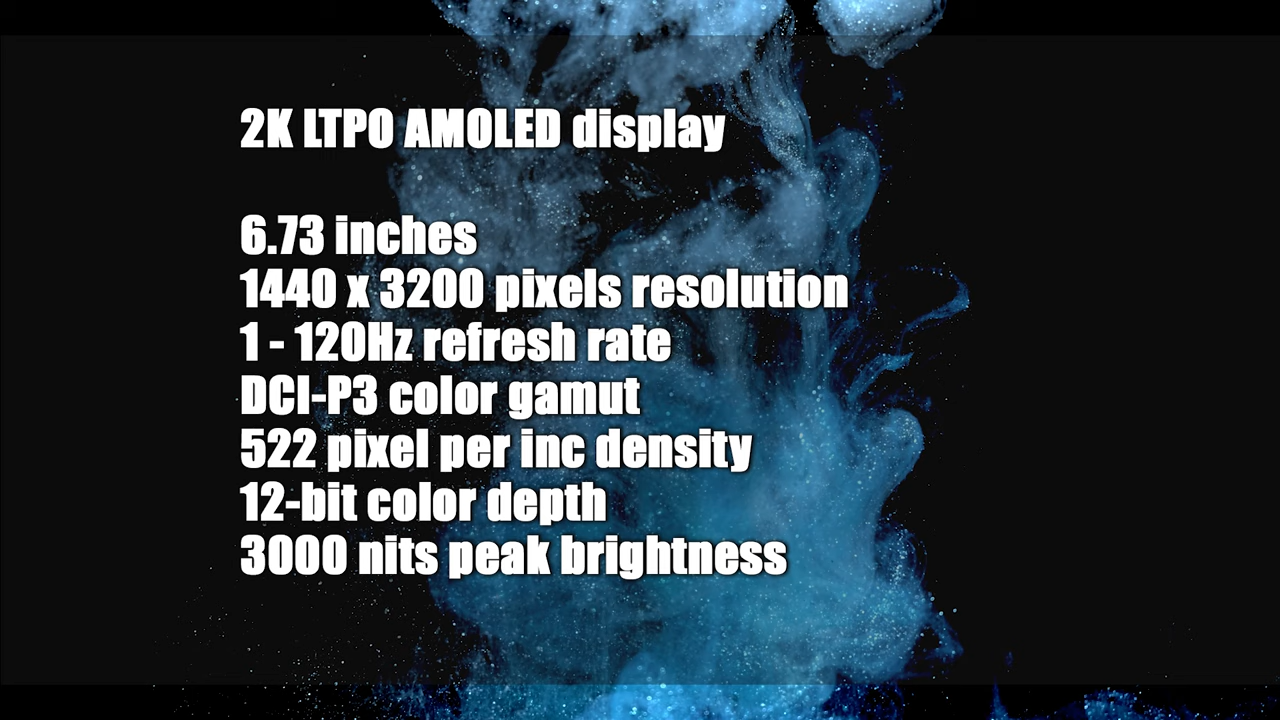 2K LTPO AMOLED display
6.73 inches
1440 x 3200 pixels resolution
1 - 120Hz refresh rate
DCI-P3 color gamut
522 pixel per inc density
12-bit color depth
3000 nits peak brightness